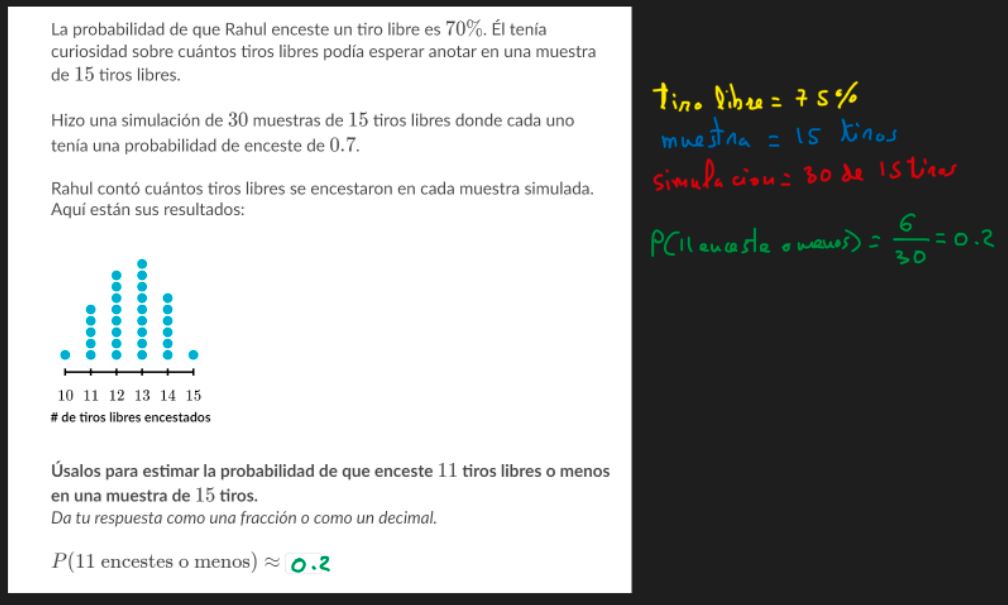 La probabilidad de que Rahul enceste un tiro libre es 70%. Él tenía
curiosidad sobre cuántos tiros libres podía esperar anotar en una muestra
de 15 tiros libres.
Hizo una simulación de 30 muestras de 15 tiros libres donde cada uno
tenía una probabilidad de enceste de 0.7.
Rahul contó cuántos tiros libres se encestaron en cada muestra simulada.
Aquí están sus resultados:
10 11 12 13 14 15
# de tiros libres encestados
Úsalos para estimar la probabilidad de que enceste 11 tiros libres o menos
en una muestra de 15 tiros.
Da tu respuesta como una fracción o como un decimal.
P(11 encestes o menos) ≈ 0.2
tiro libre = 75%
muestra = 15 tiros
simulacion = 30 de 15 tiros
P(11 enceste o menos) = 6/30 = 0.2